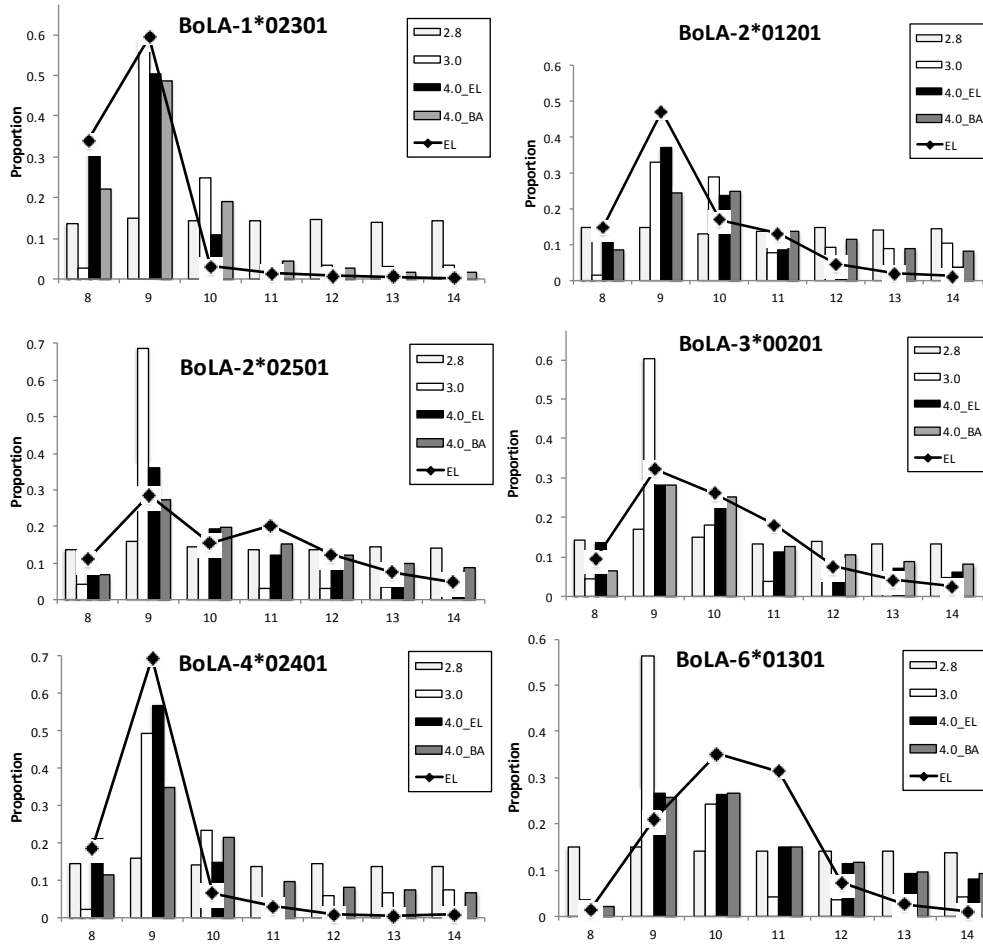 BoLA-1*02301
Proportion
0.6
0.5
0.4
0.3
0.2
0.1
0
8 9 10 11 12 13 14
2.8
3.0
4.0_EL
4.0_BA
EL
BoLA-2*01201
Proportion
0.6
0.5
0.4
0.3
0.2
0.1
0
8 9 10 11 12 13 14
2.8
3.0
4.0_EL
4.0_BA
EL
BoLA-2*02501
Proportion
0.7
0.6
0.5
0.4
0.3
0.2
0.1
0
8 9 10 11 12 13 14
2.8
3.0
4.0_EL
4.0_BA
EL
BoLA-3*00201
Proportion
0.6
0.5
0.4
0.3
0.2
0.1
0
8 9 10 11 12 13 14
2.8
3.0
4.0_EL
4.0_BA
EL
BoLA-4*02401
Proportion
0.7
0.6
0.5
0.4
0.3
0.2
0.1
0
8 9 10 11 12 13 14
2.8
3.0
4.0_EL
4.0_BA
EL
BoLA-6*01301
Proportion
0.6
0.5
0.4
0.3
0.2
0.1
0
8 9 10 11 12 13 14
2.8
3.0
4.0_EL
4.0_BA
EL